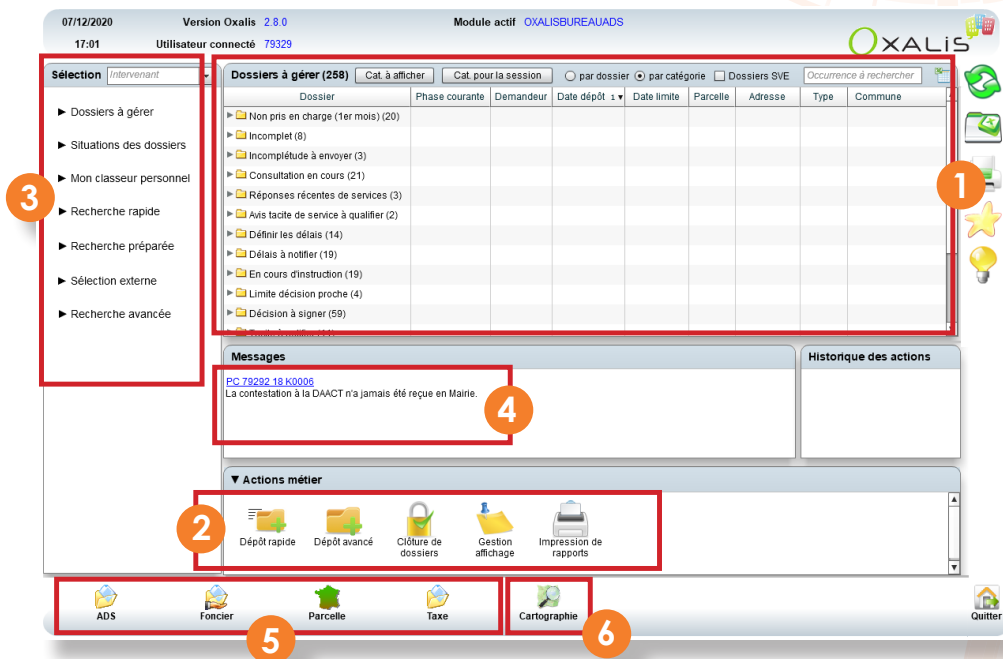 07/12/2020 Version Oxalis 2.8.0 Module actif OXALISBUREAUADS
17:01 Utilisateur connecté 79329
OXALiS
Sélection Intervenant
► Dossiers à gérer
► Situations des dossiers
► Mon classeur personnel
► Recherche rapide
► Recherche préparée
► Sélection externe
► Recherche avancée
3
Dossiers à gérer (258) Cat. à afficher Cat. pour la session par dossier par catégorie Dossiers SVE Occurrence à rechercher
Dossier Phase courante Demandeur Date dépôt 1▼ Date limite Parcelle Adresse Type Commune
Non pris en charge (1er mois) (20)
Incomplet (8)
Incomplétude à envoyer (3)
Consultation en cours (21)
Réponses récentes de services (3)
Avis tacite de service à qualifier (2)
Définir les délais (14)
Délais à notifier (19)
En cours d'instruction (19)
Limite décision proche (4)
Décision à signer (59)
1
Messages
PC 79292 18 K0006
La contestation à la DAACT n'a jamais été reçue en Mairie.
4
Historique des actions
▼ Actions métier
2
Dépôt rapide
Dépôt avancé
Clôture de dossiers
Gestion affichage
Impression de rapports
ADS
Foncier
Parcelle
Taxe
Cartographie
Quitter
5
6